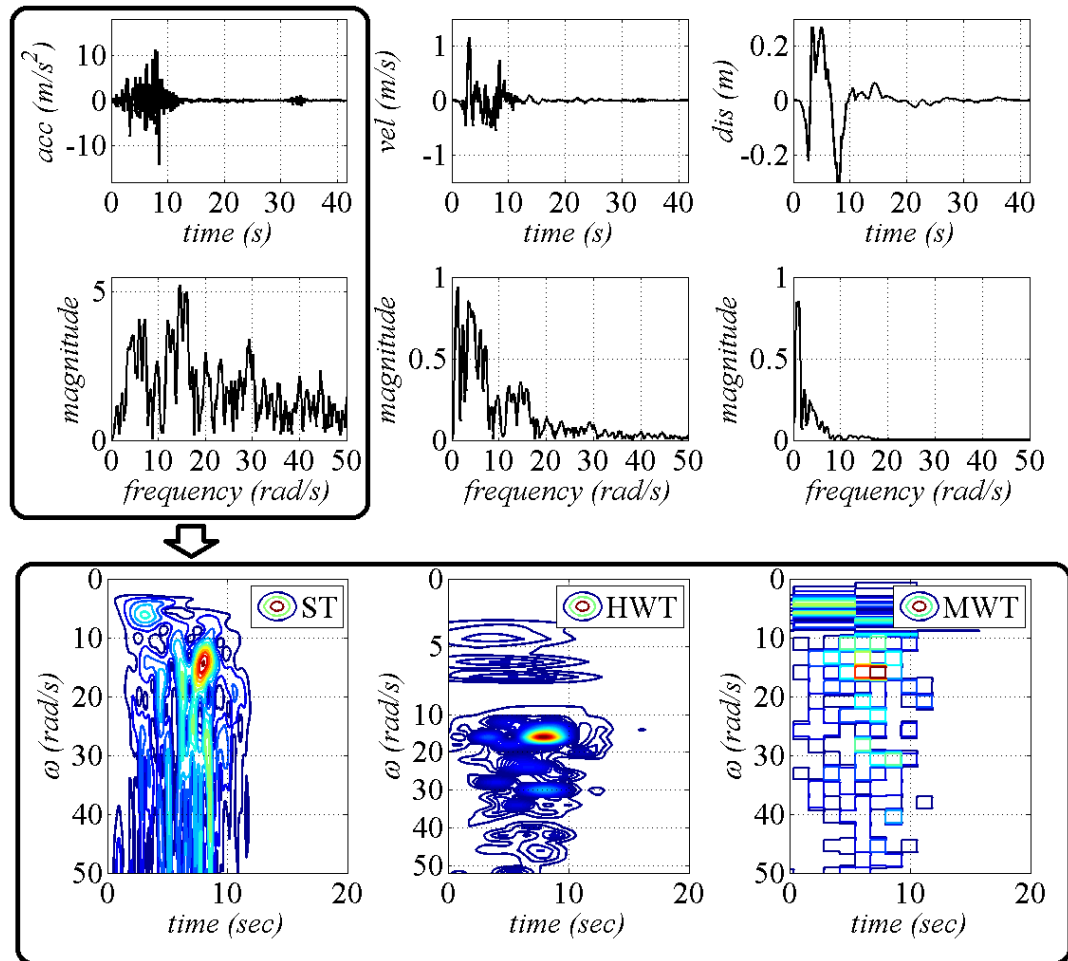 acc (m/s²)
10
0
-10
0 10 20 30 40
time (s)
vel (m/s)
1
0
-1
0 10 20 30 40
time (s)
dis (m)
0.2
0
-0.2
0 10 20 30 40
time (s)
magnitude
5
0
0 10 20 30 40 50
frequency (rad/s)
magnitude
1
0.5
0
0 10 20 30 40 50
frequency (rad/s)
magnitude
1
0.5
0
0 10 20 30 40 50
frequency (rad/s)
ω (rad/s)
0
10
20
30
40
50
ST
0 10 20
time (sec)
ω (rad/s)
0
5
10
20
30
40
50
HWT
0 10 20
time (sec)
ω (rad/s)
0
10
20
30
40
50
MWT
0 10 20
time (sec)